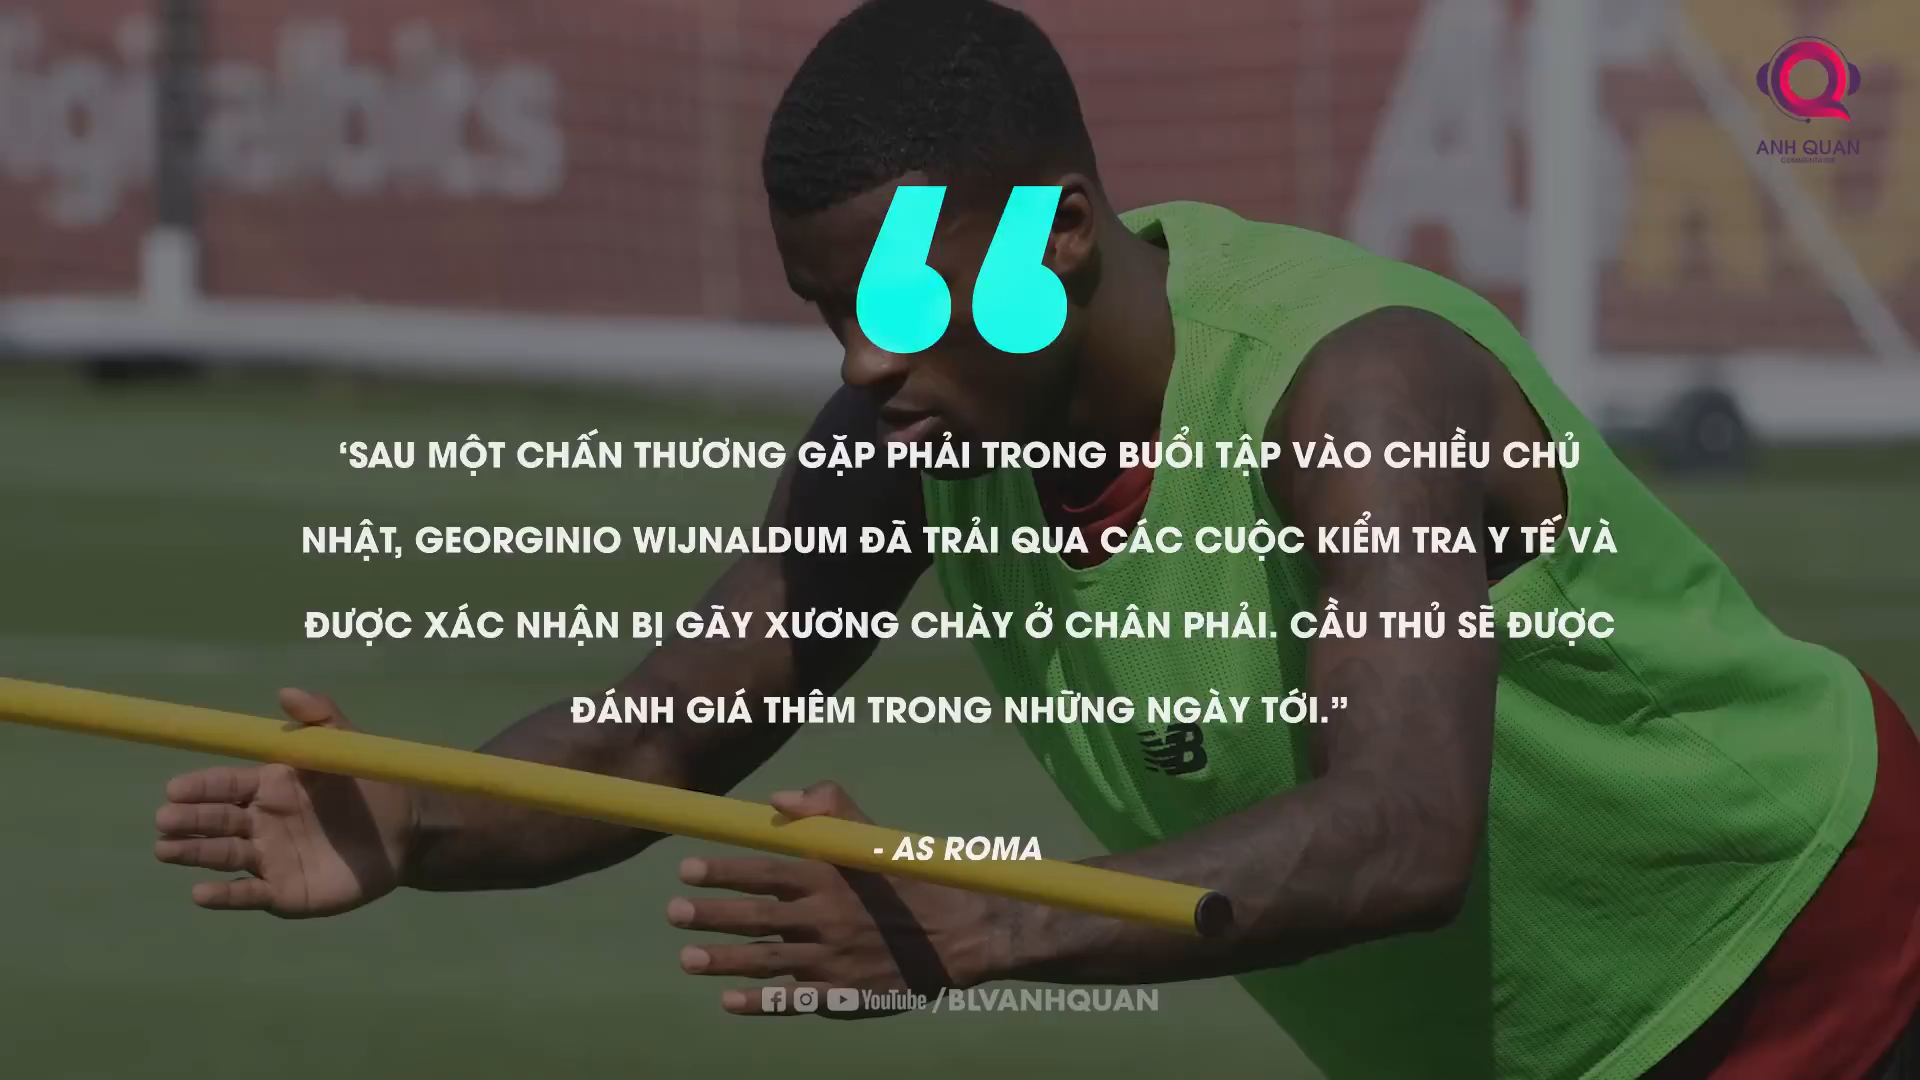 ANH QUAN
‘SAU MỘT CHẤN THƯƠNG GẶP PHẢI TRONG BUỔI TẬP VÀO CHIỀU CHỦ
NHẬT, GEORGINIO WIJNALDUM ĐÃ TRẢI QUA CÁC CUỘC KIỂM TRA Y TẾ VÀ
ĐƯỢC XÁC NHẬN BỊ GÃY XƯƠNG CHÀY Ở CHÂN PHẢI. CẦU THỦ SẼ ĐƯỢC
ĐÁNH GIÁ THÊM TRONG NHỮNG NGÀY TỚI.”
- AS ROMA
YouTube /BLVANHQUAN